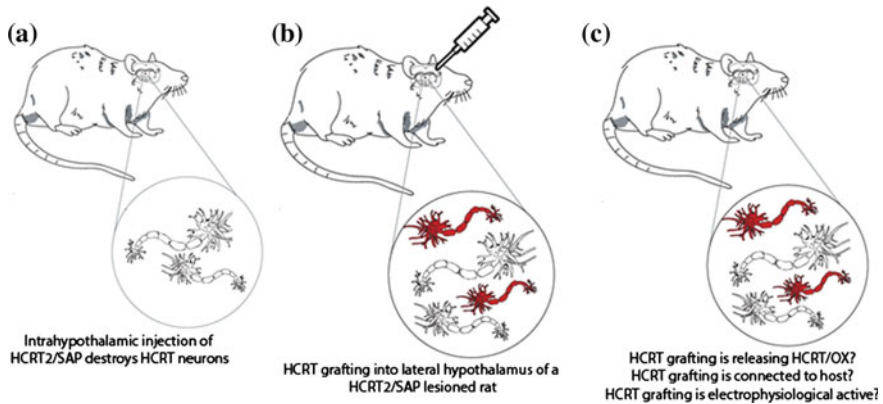 (a)
(b)
(c)
Intrahypothalamic injection of
HCRT2/SAP destroys HCRT neurons
HCRT grafting into lateral hypothalamus of a
HCRT2/SAP lesioned rat
HCRT grafting is releasing HCRT/OX?
HCRT grafting is connected to host?
HCRT grafting is electrophysiological active?